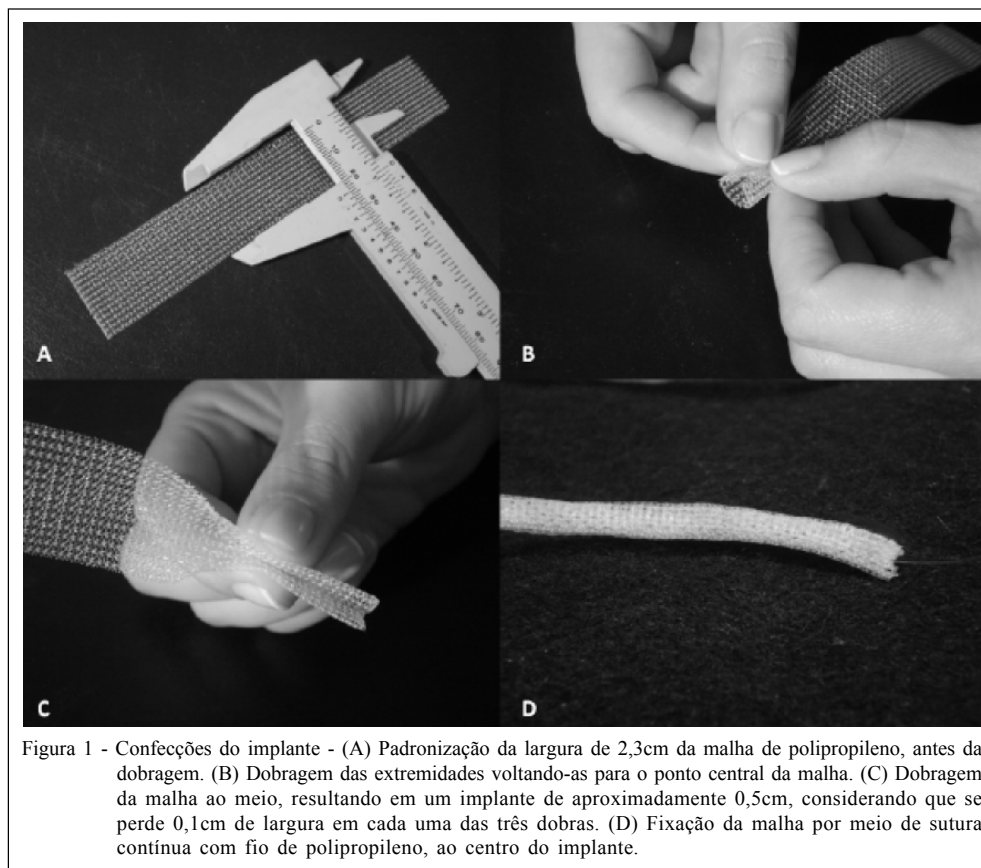 A
B
C
D
Figura 1 - Confecções do implante - (A) Padronização da largura de 2,3cm da malha de polipropileno, antes da
dobragem. (B) Dobragem das extremidades voltando-as para o ponto central da malha. (C) Dobragem
da malha ao meio, resultando em um implante de aproximadamente 0,5cm, considerando que se
perde 0,1cm de largura em cada uma das três dobras. (D) Fixação da malha por meio de sutura
contínua com fio de polipropileno, ao centro do implante.